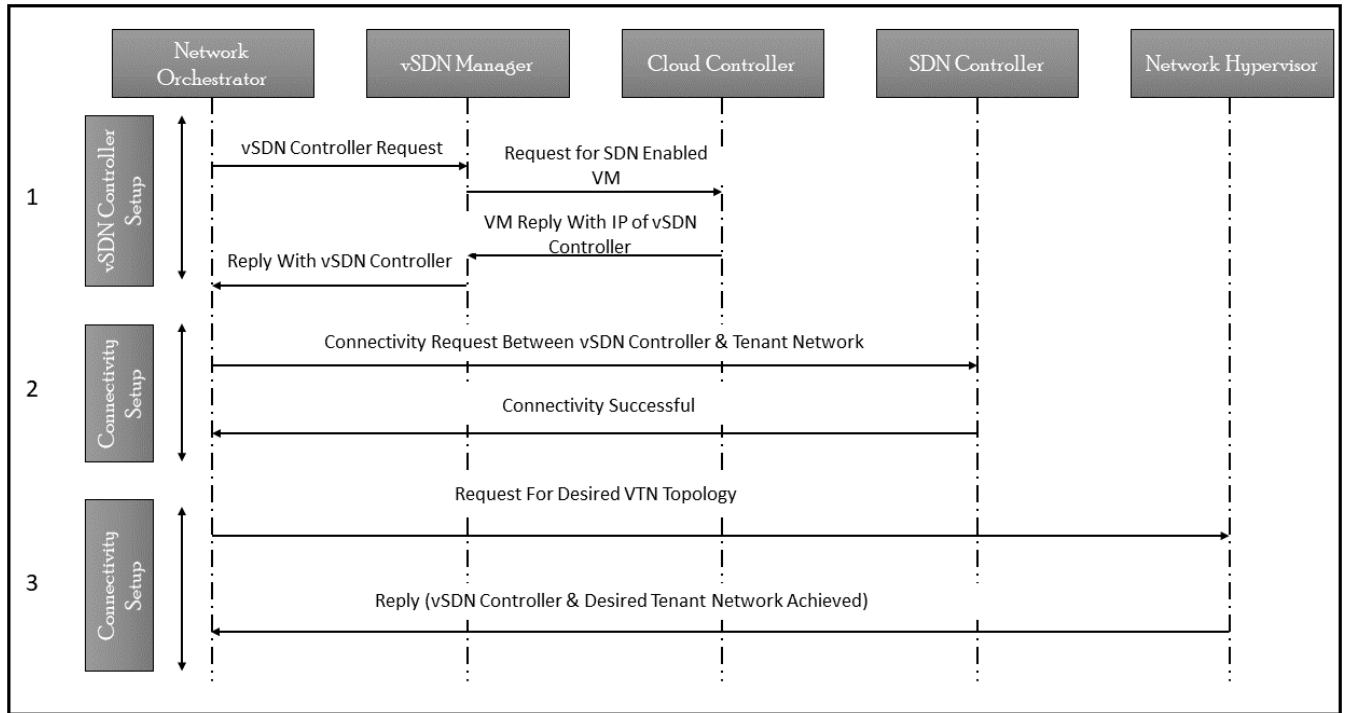 Network
Orchestrator
vSDN Manager
Cloud Controller
SDN Controller
Network Hypervisor
1
vSDN Controller
Setup
vSDN Controller Request
Request for SDN Enabled
VM
VM Reply With IP of vSDN
Controller
Reply With vSDN Controller
2
Connectivity
Setup
Connectivity Request Between vSDN Controller & Tenant Network
Connectivity Successful
3
Connectivity
Setup
Request For Desired VTN Topology
Reply (vSDN Controller & Desired Tenant Network Achieved)